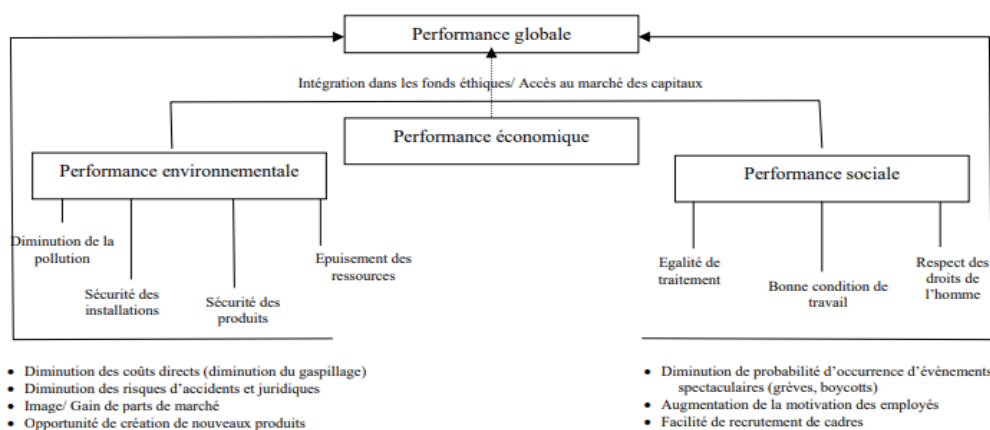 Performance globale
Intégration dans les fonds éthiques/ Accès au marché des capitaux
Performance économique
Performance environnementale
Performance sociale
Diminution de la
pollution
Sécurité des
installations
Sécurité des
produits
Epuisement des
ressources
Egalité de
traitement
Bonne condition de
travail
Respect des
droits de
l'homme
• Diminution des coûts directs (diminution du gaspillage)
• Diminution des risques d'accidents et juridiques
• Image/ Gain de parts de marché
• Opportunité de création de nouveaux produits
• Diminution de probabilité d'occurrence d'évènements
spectaculaires (grèves, boycotts)
• Augmentation de la motivation des employés
• Facilité de recrutement de cadres